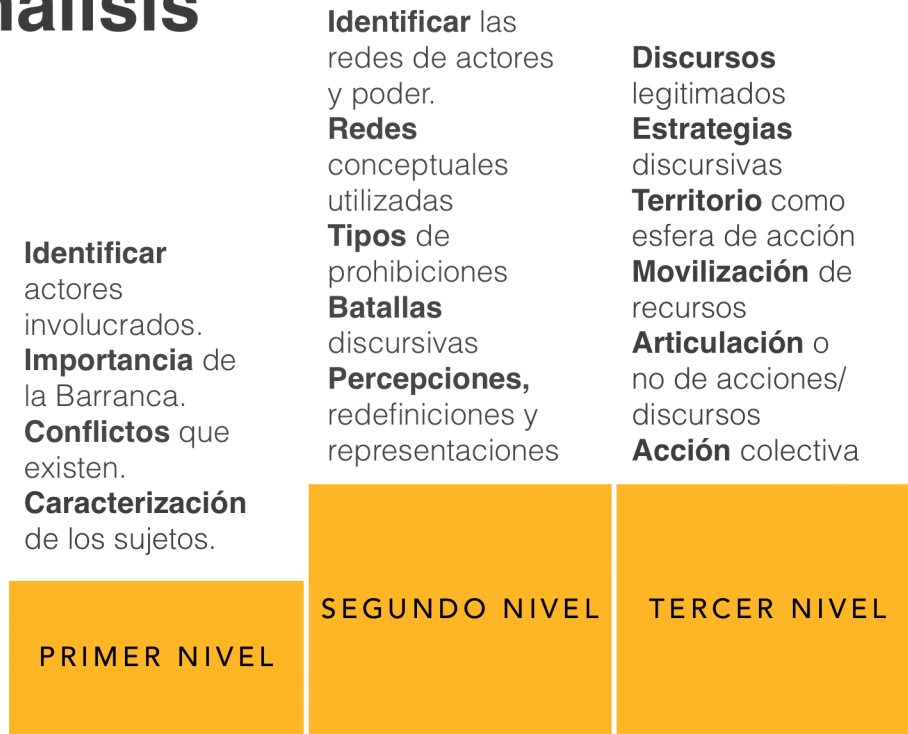 nálisis
Identificar
actores
involucrados.
Importancia de
la Barranca.
Conflictos que
existen.
Caracterización
de los sujetos.
PRIMER NIVEL
Identificar las
redes de actores
y poder.
Redes
conceptuales
utilizadas
Tipos de
prohibiciones
Batallas
discursivas
Percepciones,
redefiniciones y
representaciones
SEGUNDO NIVEL
Discursos
legitimados
Estrategias
discursivas
Territorio como
esfera de acción
Movilización de
recursos
Articulación o
no de acciones/
discursos
Acción colectiva
TERCER NIVEL